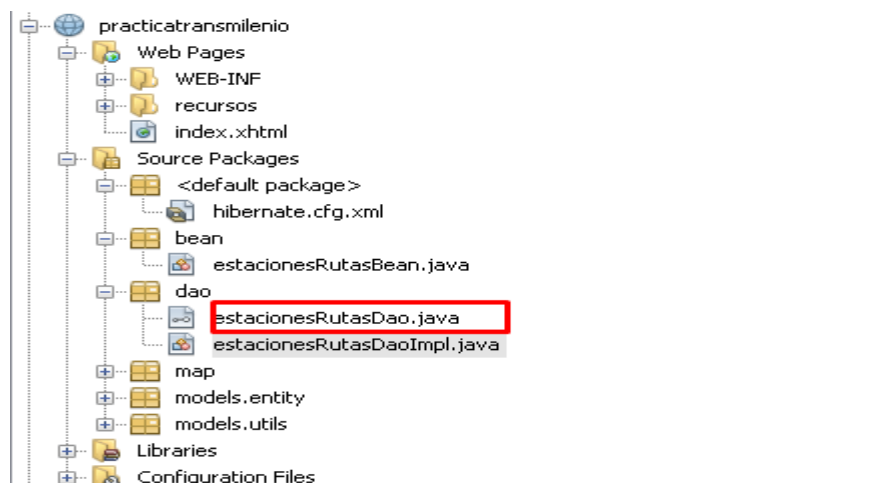 practicatransmilenio
Web Pages
WEB-INF
recursos
index.xhtml
Source Packages
<default package>
hibernate.cfg.xml
bean
estacionesRutasBean.java
dao
estacionesRutasDao.java
estacionesRutasDaoImpl.java
map
models.entity
models.utils
Libraries
Configuration Files